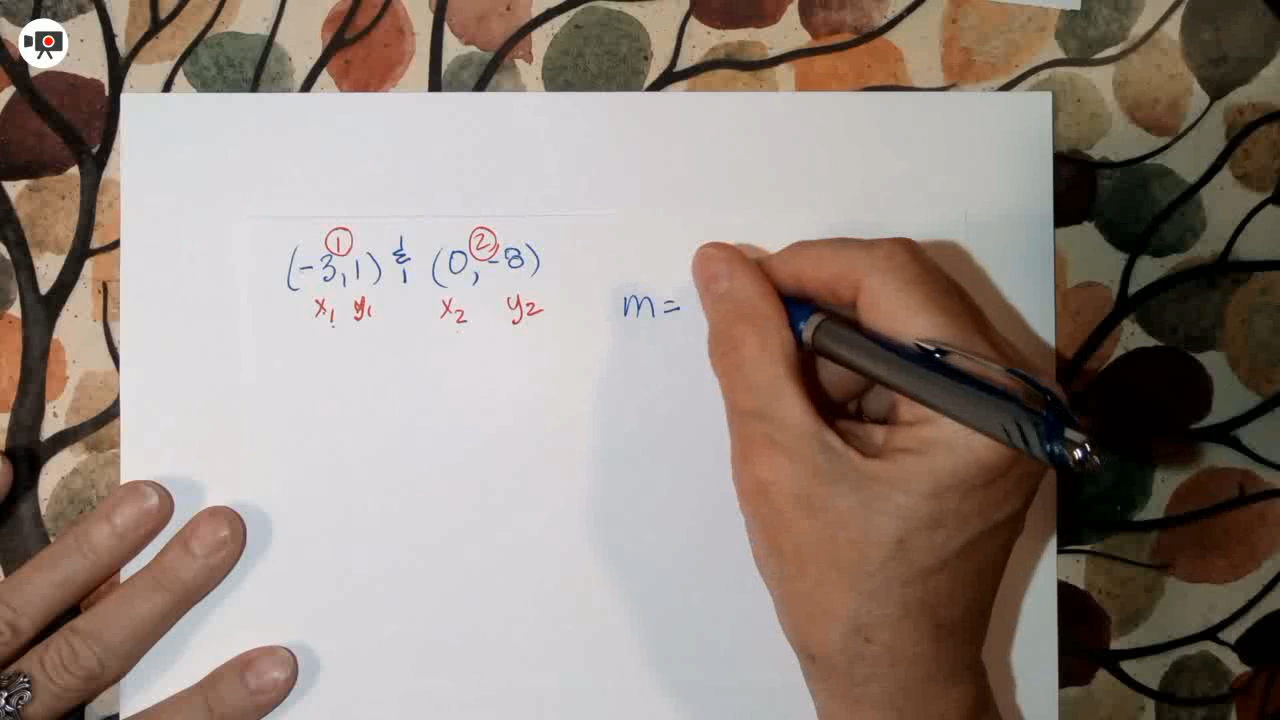 ① ②
(-3,1) & (0,-8)
x₁ y₁ x₂ y₂ m =